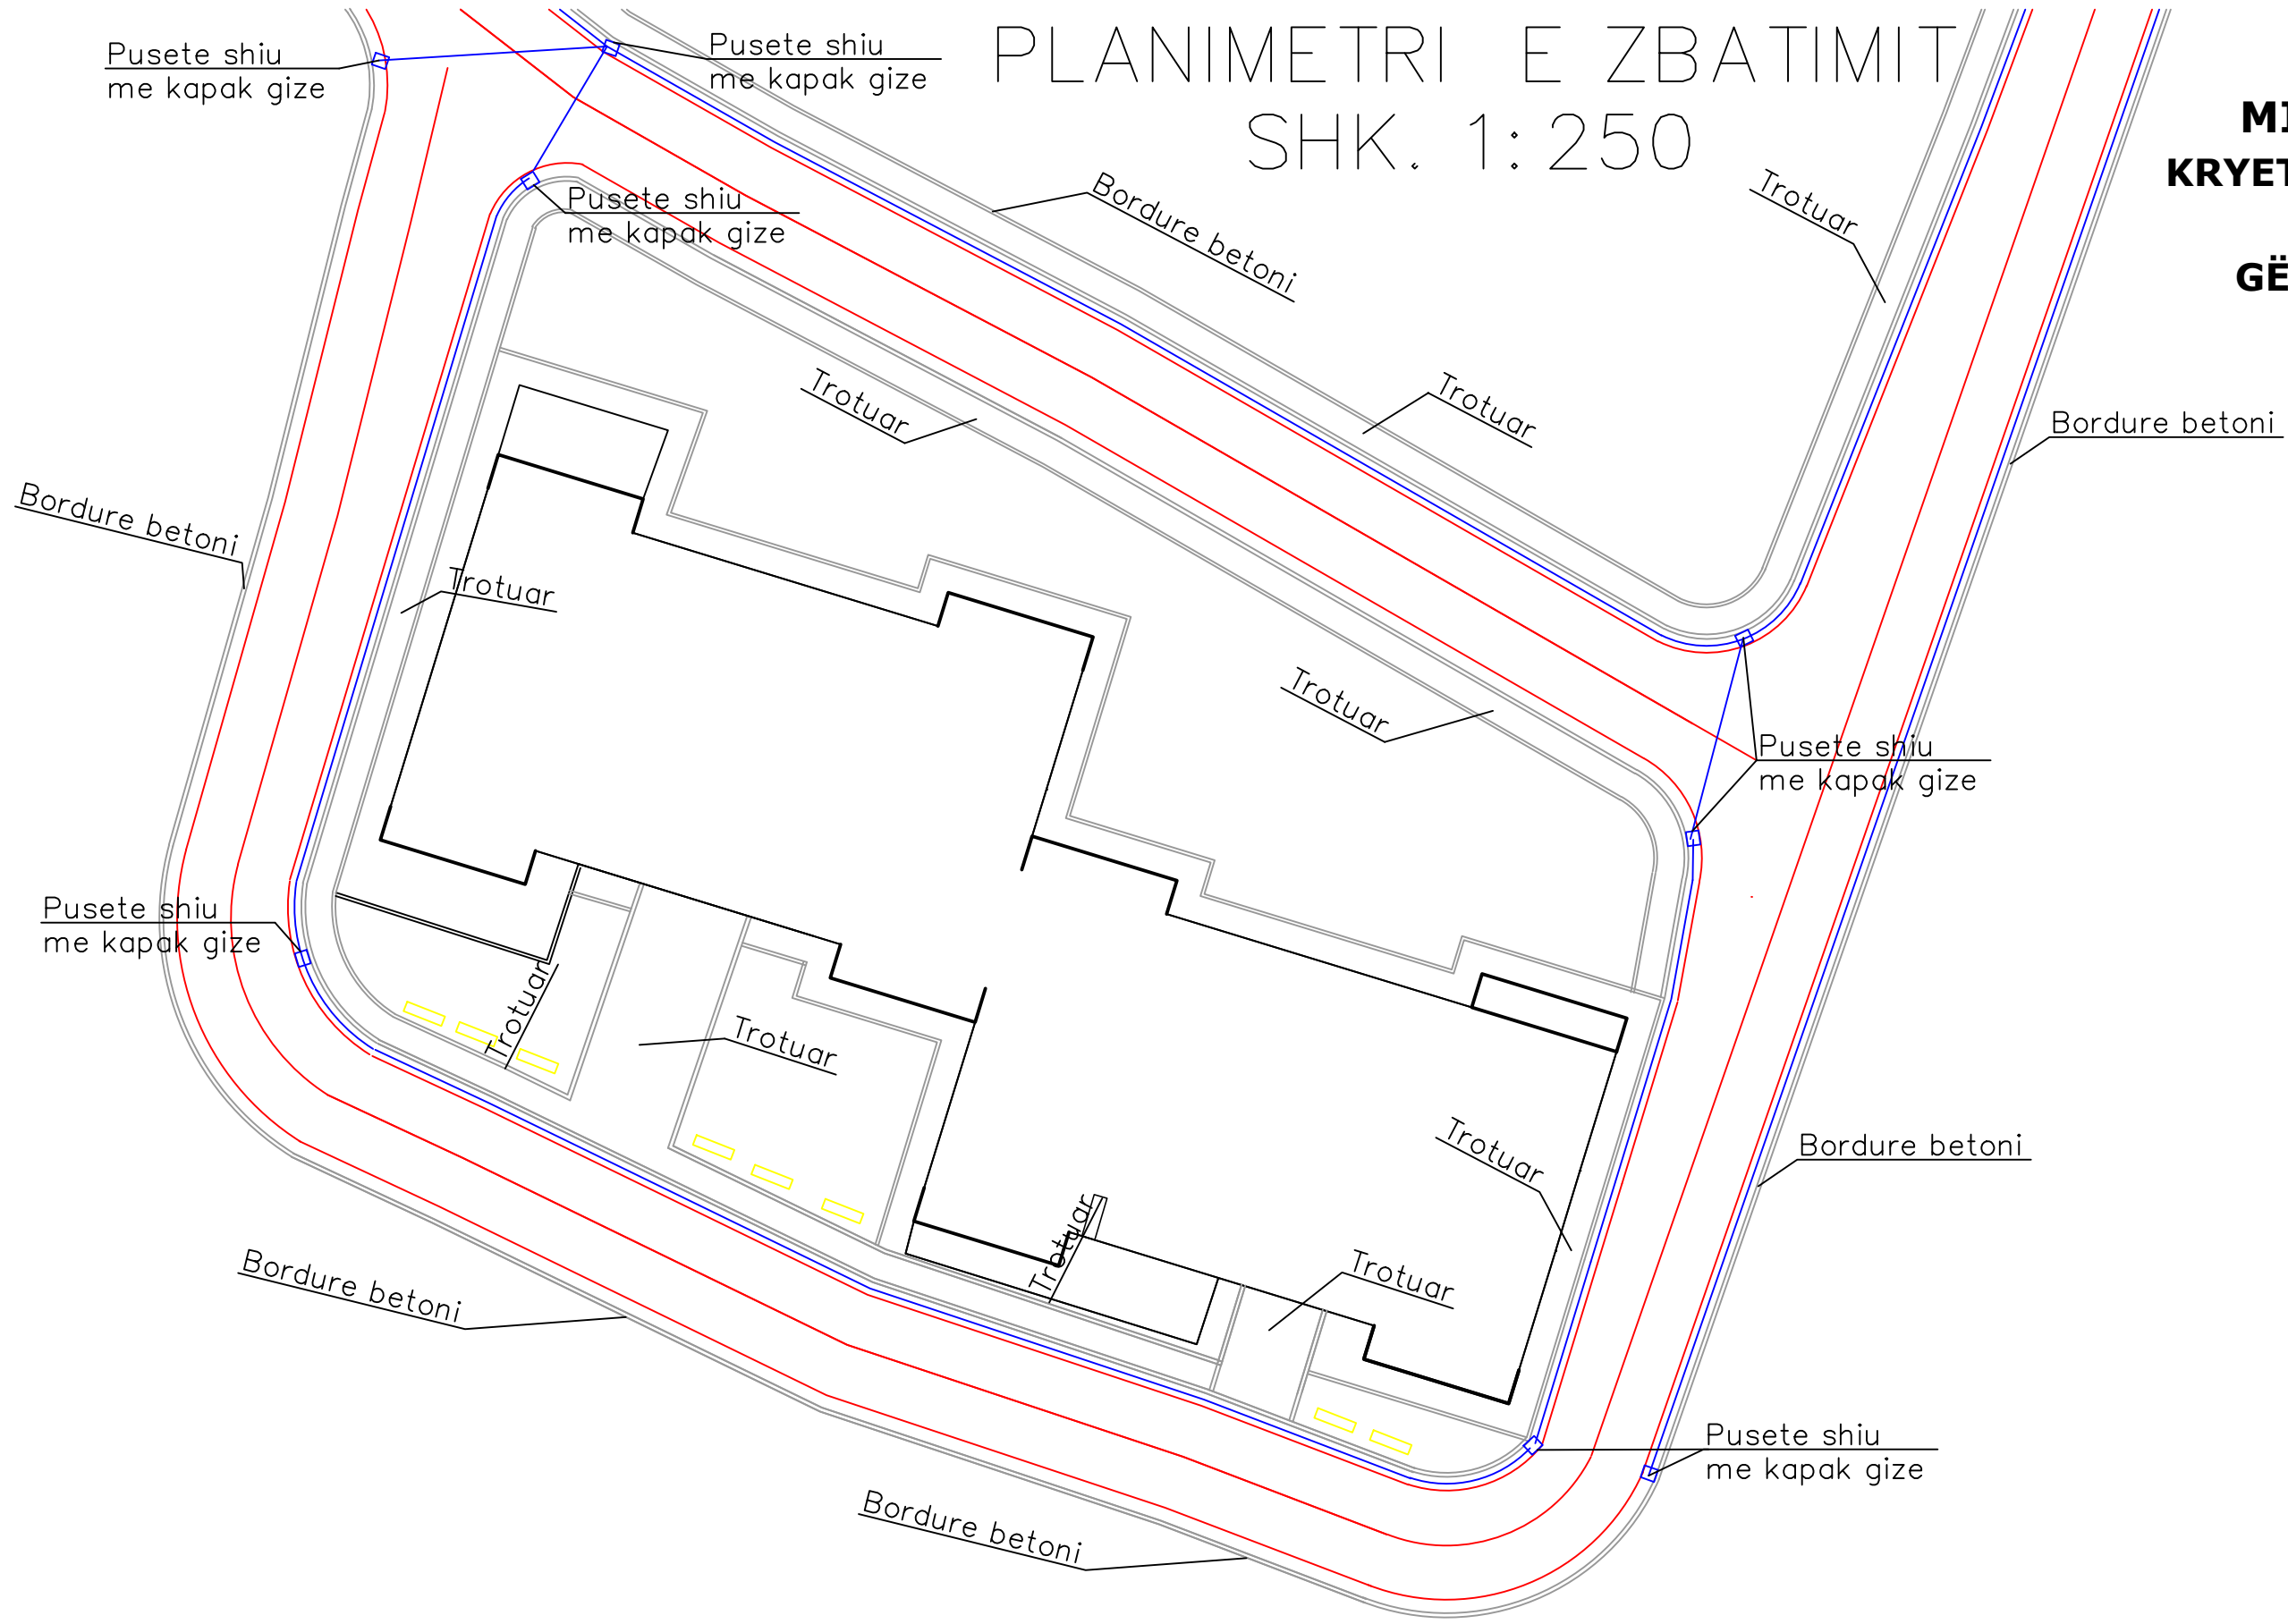 PLANIMETRI E ZBATIMIT
SHK. 1:250
Pusete shiu
me kapak gize
Pusete shiu
me kapak gize
Pusete shiu
me kapak gize
Bordure betoni
Trotuar
MI
KRYET
GË
Trotuar
Trotuar
Bordure betoni
Bordure betoni
Trotuar
Trotuar
Pusete shiu
me kapak gize
Pusete shiu
me kapak gize
Trotuar
Trotuar
Trotuar
Bordure betoni
Trotuar
Trotuar
Bordure betoni
Pusete shiu
me kapak gize
Bordure betoni